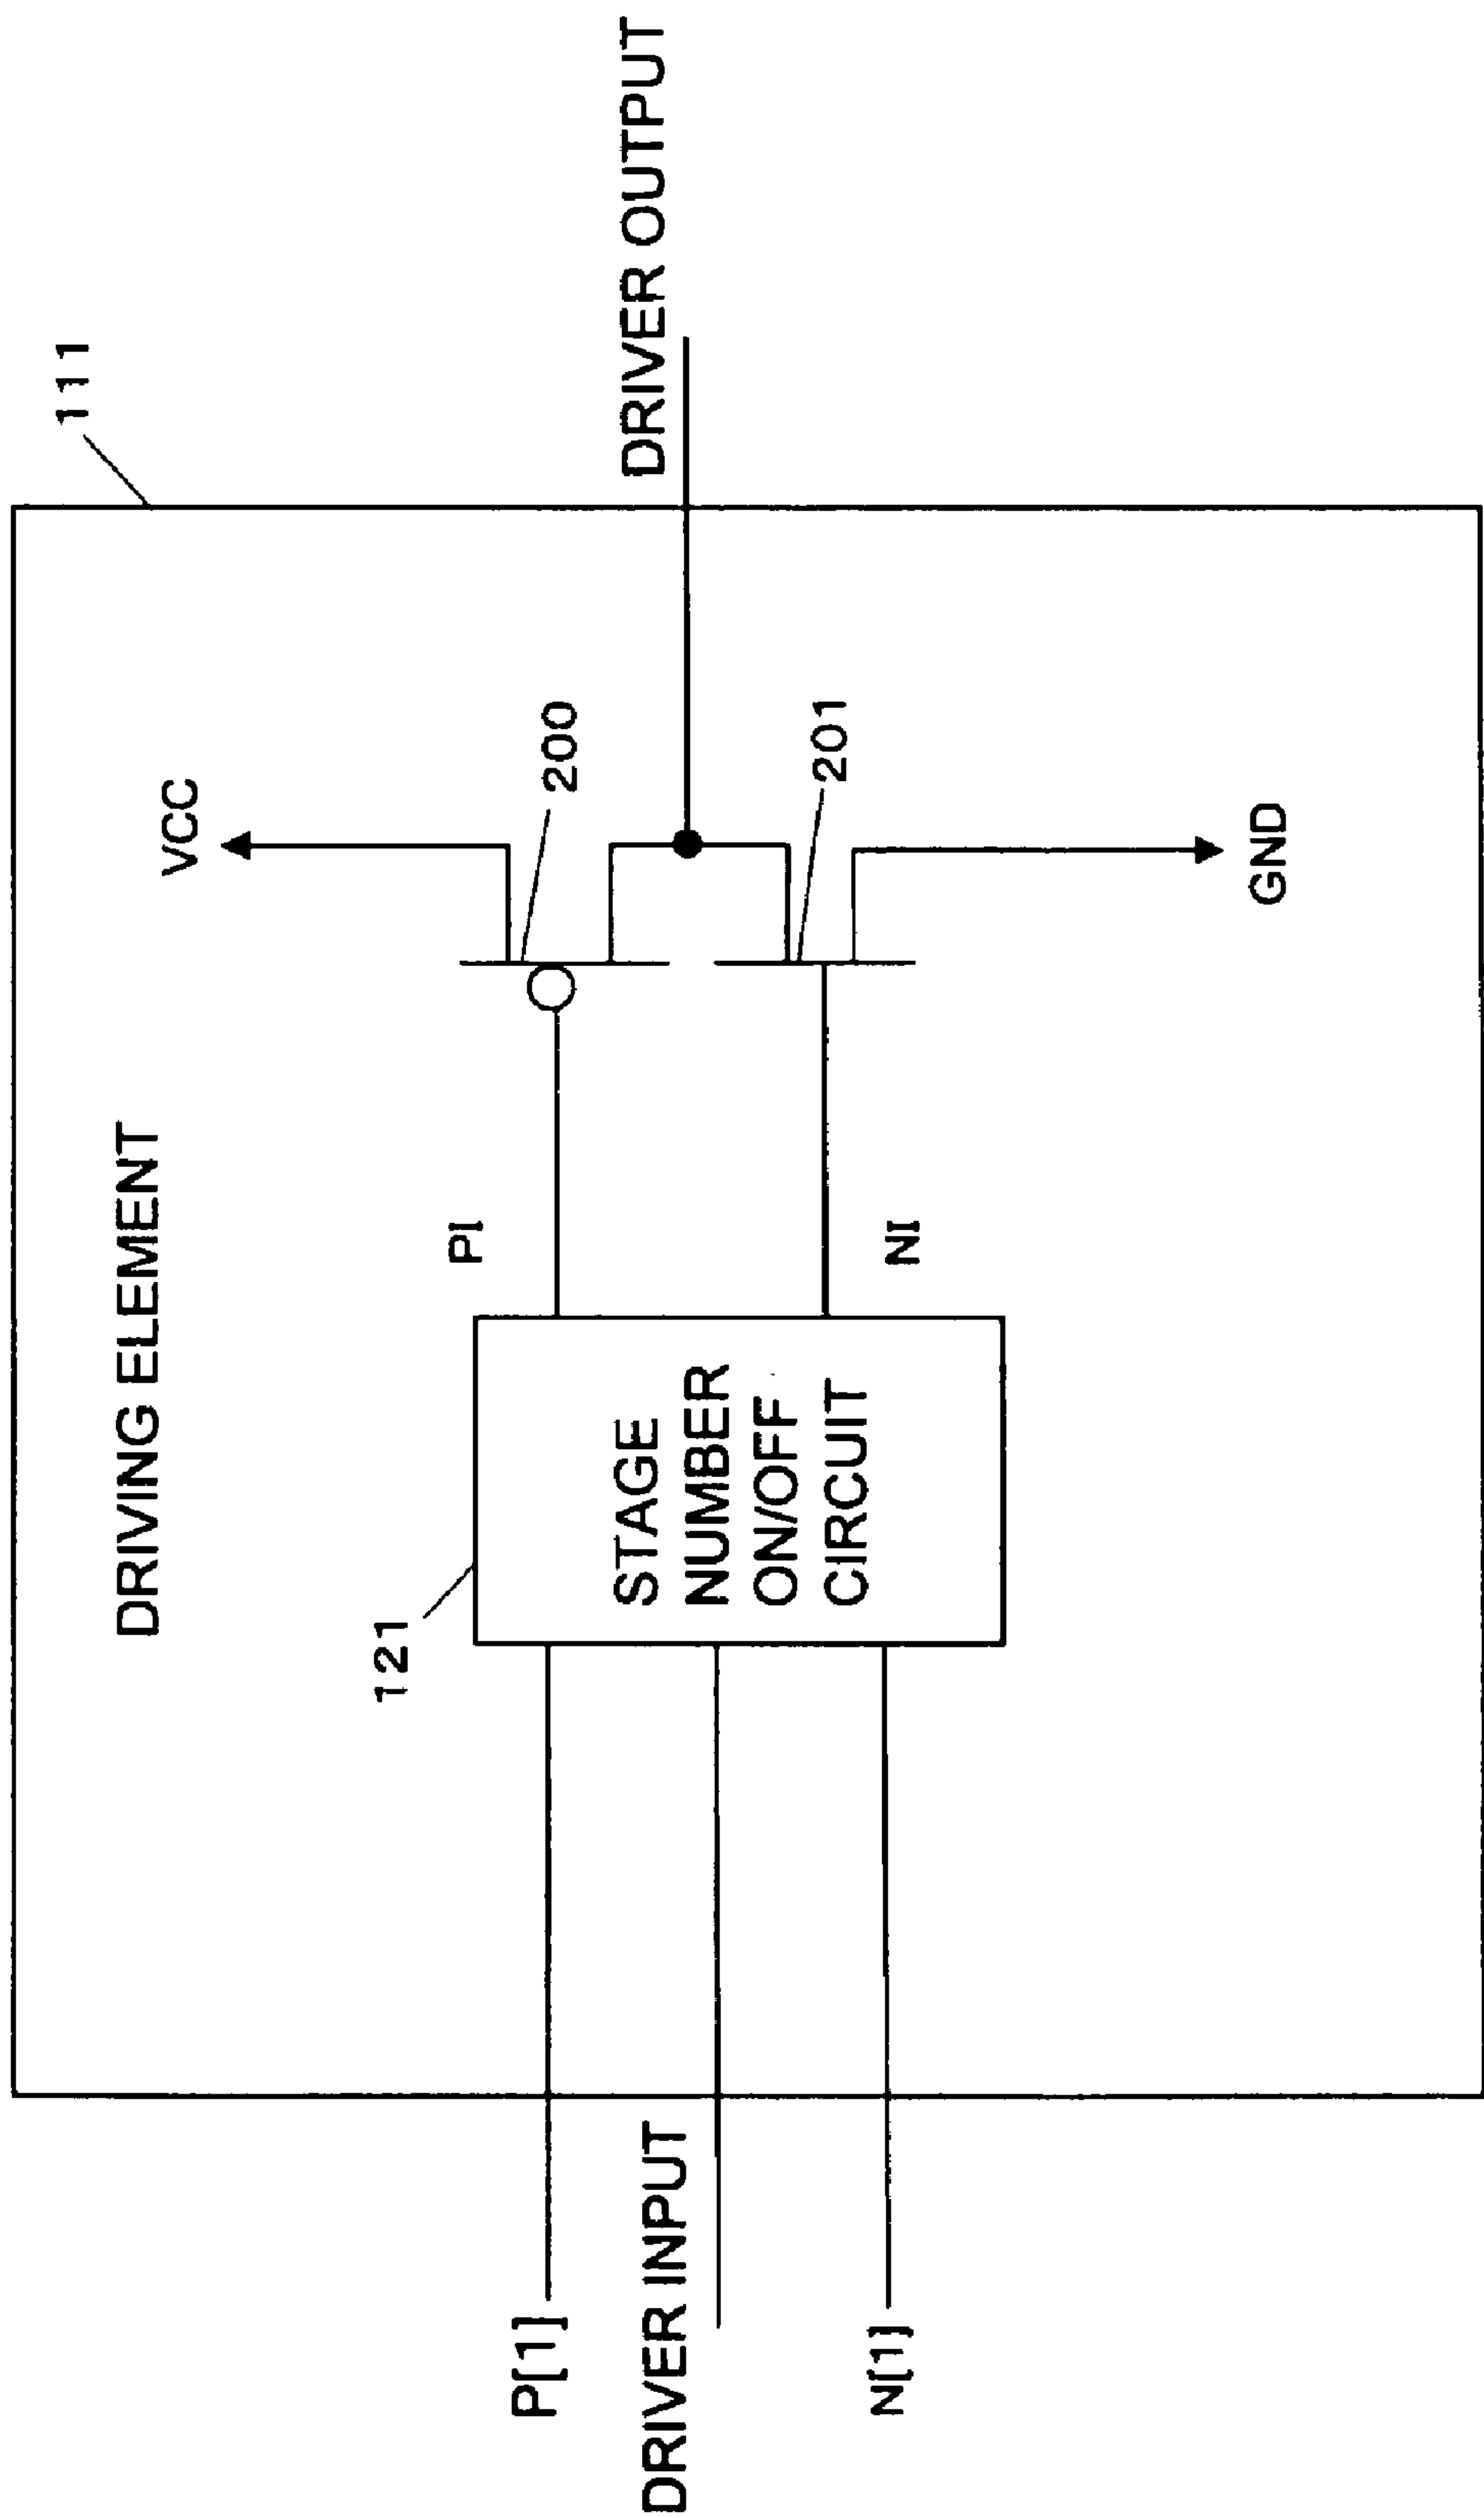 111
DRIVING ELEMENT
VCC
121
P[1]
PI
200
DRIVER INPUT
STAGE
NUMBER
ON/OFF
CIRCUIT
DRIVER OUTPUT
N[1]
NI
201
GND